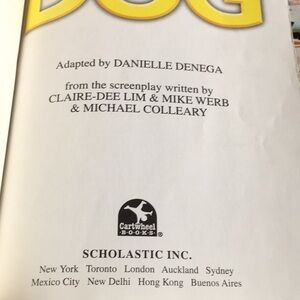 DOG
Adapted by DANIELLE DENEGA
from the screenplay written by
CLAIRE-DEE LIM & MIKE WERB
& MICHAEL COLLEARY
Cartwheel
BOOKS ®
SCHOLASTIC INC.
New York Toronto London Auckland Sydney
Mexico City New Delhi Hong Kong Buenos Aires